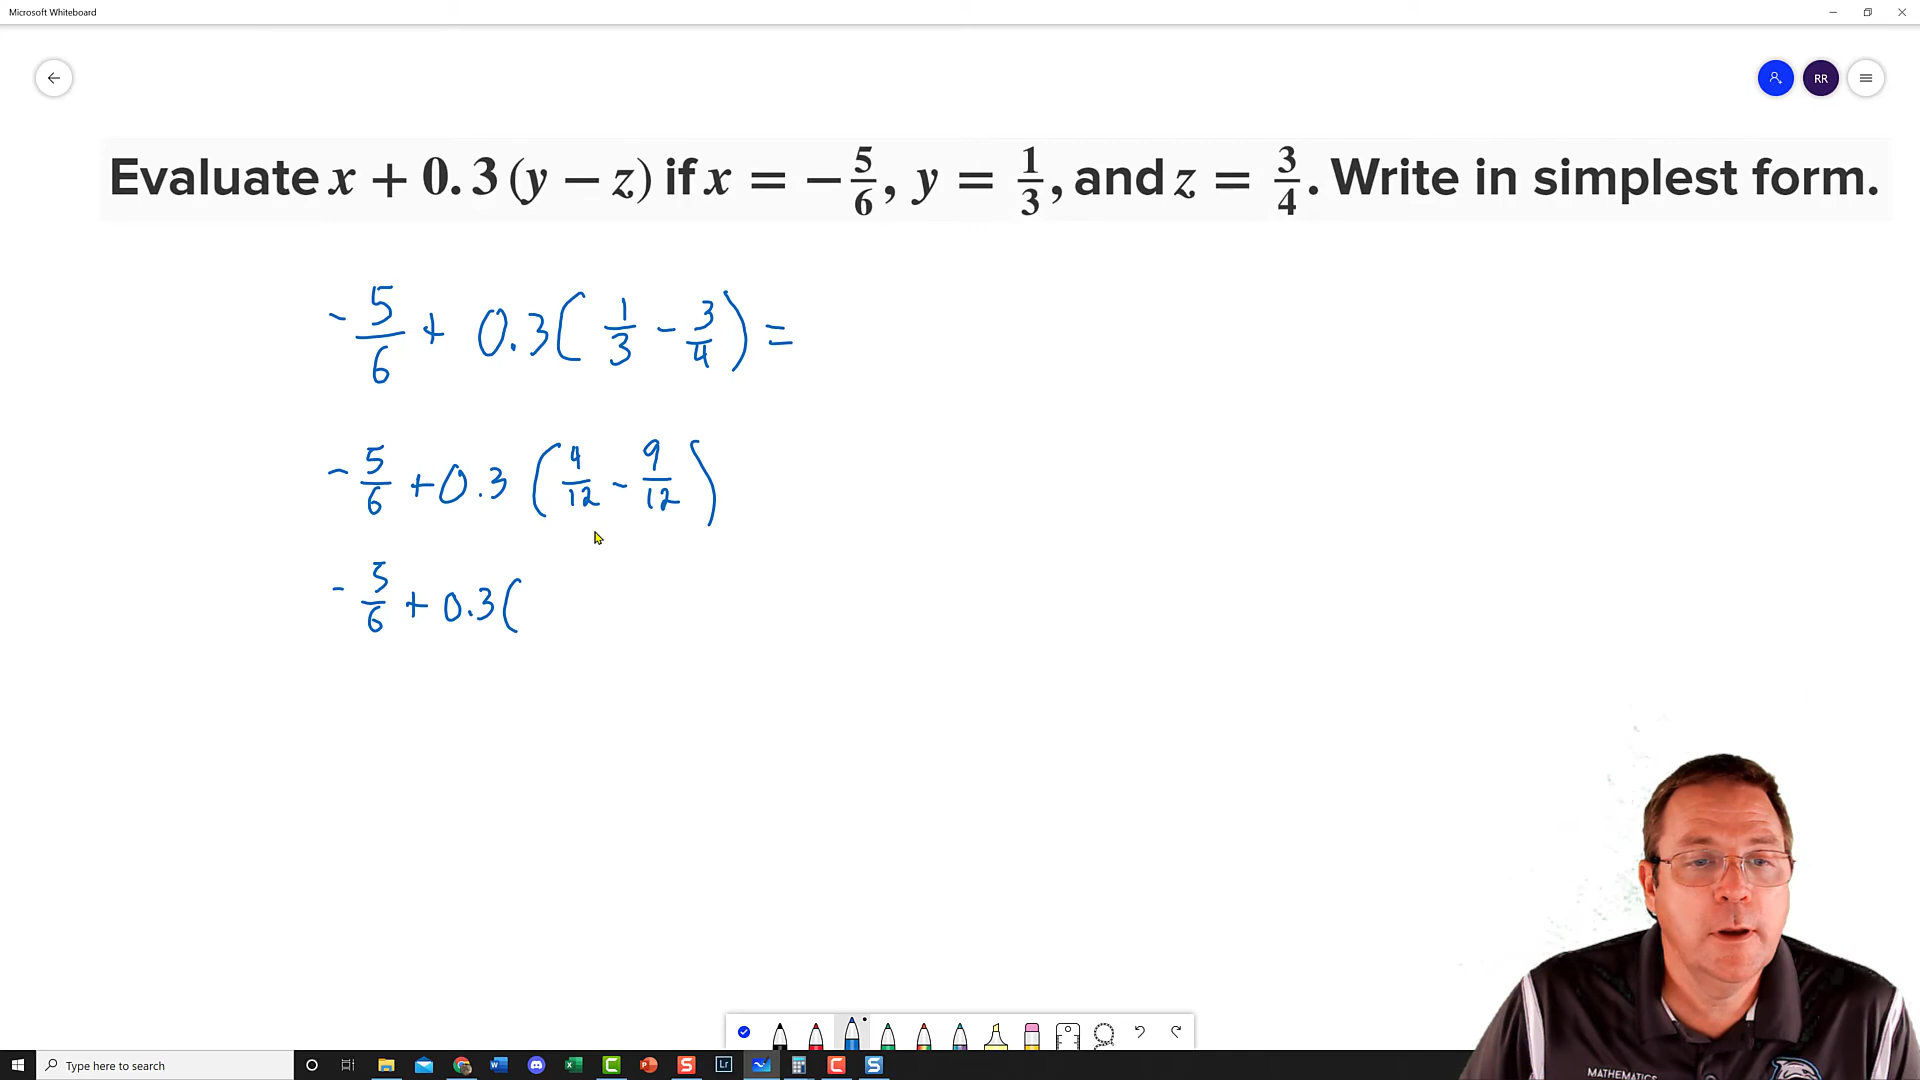 Microsoft Whiteboard
RR
Evaluate x + 0.3 (y − z) if x = −5/6, y = 1/3, and z = 3/4. Write in simplest form.
- 5/6 + 0.3( 1/3 - 3/4 ) =
- 5/6 + 0.3 ( 4/12 - 9/12 )
- 5/6 + 0.3(
MATHEMATICS
Type here to search
Lr